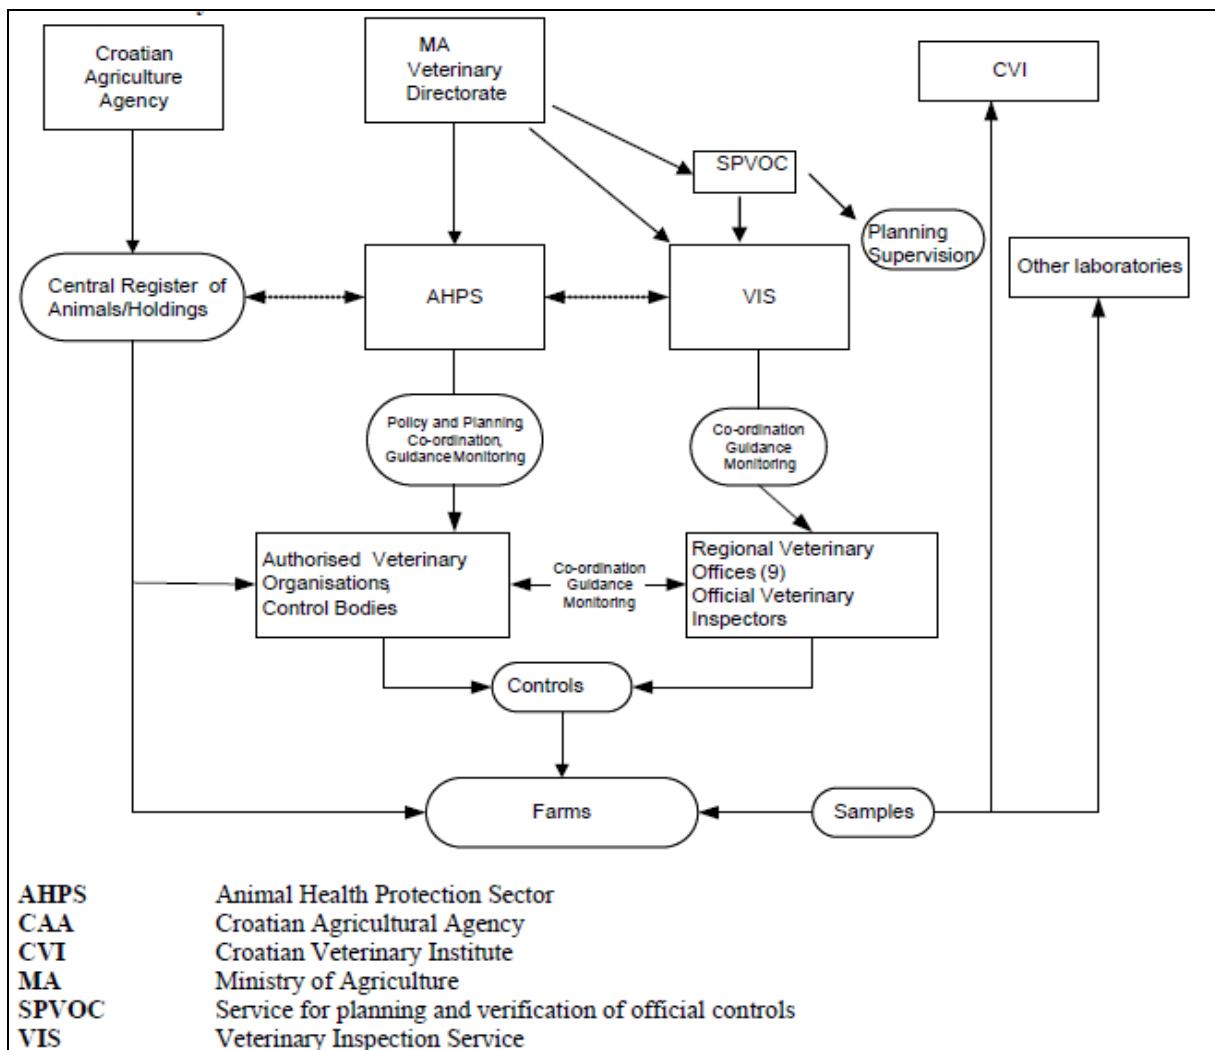 Croatian
Agriculture
Agency
MA
Veterinary
Directorate
CVI
SPVOC
Planning
Supervision
Other laboratories
Central Register of
Animals/Holdings
AHPS
VIS
Policy and Planning
Co-ordination,
Guidance Monitoring
Co-ordination
Guidance
Monitoring
Authorised Veterinary
Organisations,
Control Bodies
Co-ordination
Guidance
Monitoring
Regional Veterinary
Offices (9)
Official Veterinary
Inspectors
Controls
Farms
Samples
AHPS Animal Health Protection Sector
CAA Croatian Agricultural Agency
CVI Croatian Veterinary Institute
MA Ministry of Agriculture
SPVOC Service for planning and verification of official controls
VIS Veterinary Inspection Service